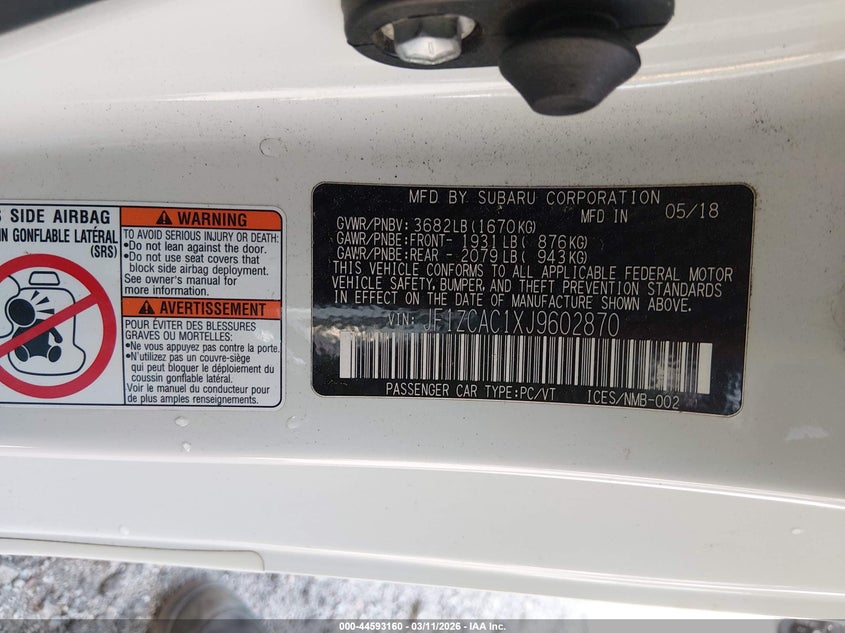 S SIDE AIRBAG
IN GONFLABLE LATÉRAL
(SRS)
WARNING
TO AVOID SERIOUS INJURY OR DEATH:
•Do not lean against the door.
•Do not use seat covers that
block side airbag deployment.
See owner's manual for
more information.
AVERTISSEMENT
POUR ÉVITER DES BLESSURES
GRAVES OU MORTELLES:
•Ne vous appuyez pas contre la porte.
•N'utilizez pas un couvre-siège
qui peut bloquer le déploiement du
coussin gonflable latéral.
Voir le manuel du conducteur pour
de plus amples renseignements.
MFD BY SUBARU CORPORATION
MFD IN 05/18
GVWR/PNBV: 3682LB(1670KG)
GAWR/PNBE:FRONT- 1931LB( 876KG)
GAWR/PNBE:REAR - 2079LB( 943KG)
THIS VEHICLE CONFORMS TO ALL APPLICABLE FEDERAL MOTOR
VEHICLE SAFETY, BUMPER, AND THEFT PREVENTION STANDARDS
IN EFFECT ON THE DATE OF MANUFACTURE SHOWN ABOVE.
VIN: JF1ZCAC1XJ9602870
PASSENGER CAR TYPE:PC/VT ICES/NMB-002
000-44593160 - 03/11/2026 - IAA Inc.